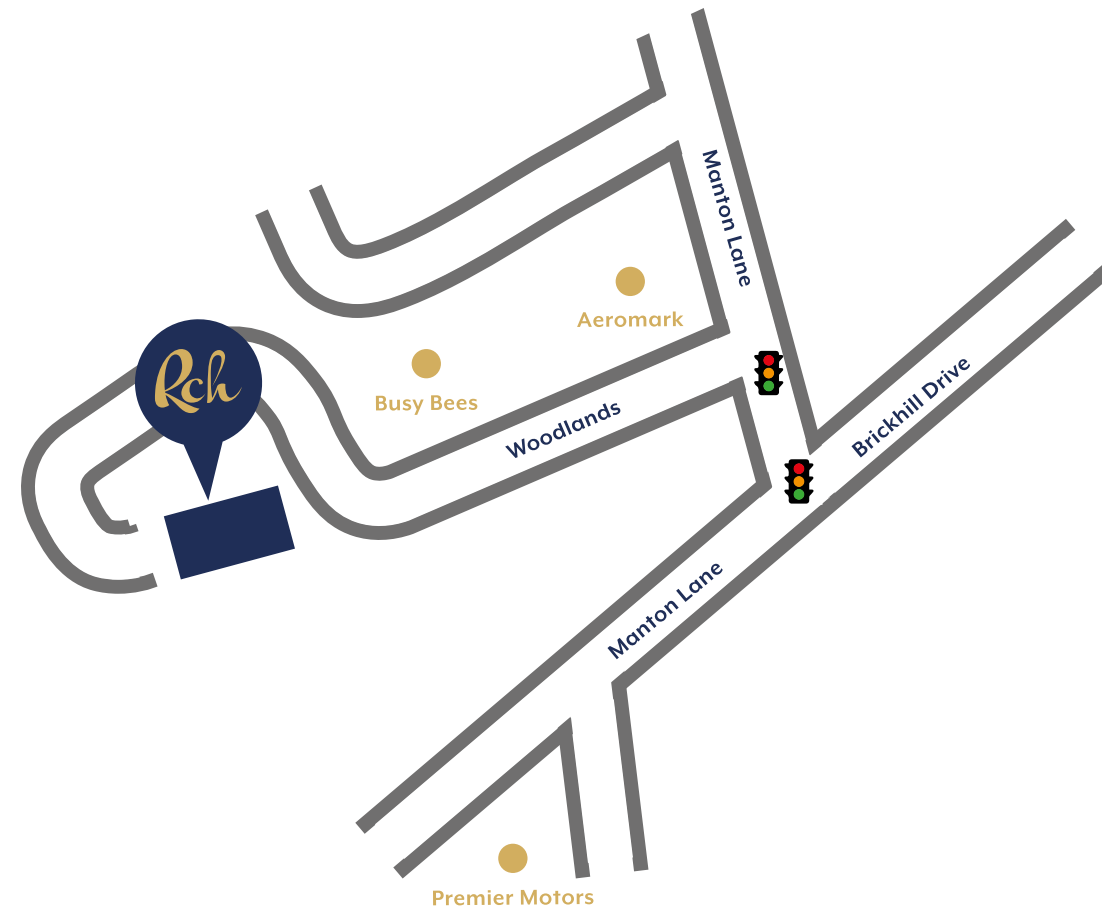 Manton Lane
Aeromark
Rch
Busy Bees
Woodlands
Brickhill Drive
Manton Lane
Premier Motors